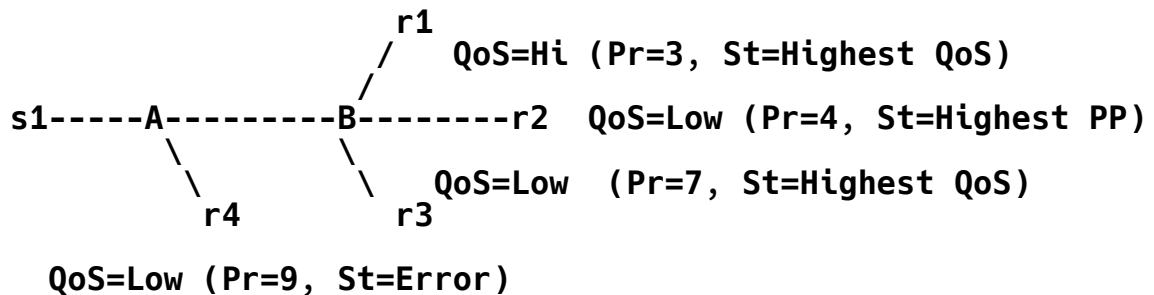 r1
/ QoS=Hi (Pr=3, St=Highest QoS)
/
s1-----A---------B--------r2 QoS=Low (Pr=4, St=Highest PP)
\ \
\ \ QoS=Low (Pr=7, St=Highest QoS)
r4 r3
QoS=Low (Pr=9, St=Error)